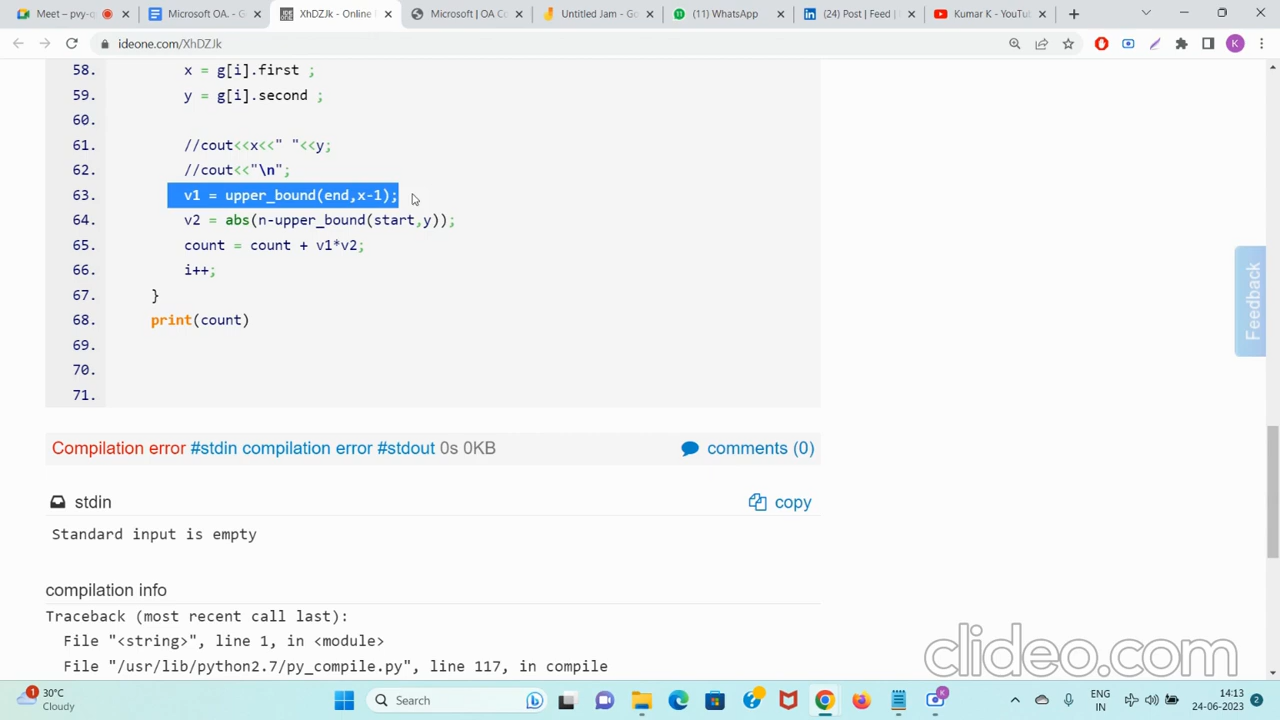 Meet – pvy-o
Microsoft OA. - G
XhDZJk - Online I
Microsoft | OA Co
Untitled Jam - Go
(11) WhatsApp
(24) Post | Feed |
Kumar K - YouTub
ideone.com/XhDZJk
58. x = g[i].first ;
59. y = g[i].second ;
60.
61. //cout<<x<<" "<<y;
62. //cout<<"\n";
63. v1 = upper_bound(end,x-1);
64. v2 = abs(n-upper_bound(start,y));
65. count = count + v1*v2;
66. i++;
67. }
68. print(count)
69.
70.
71.
Feedback
Compilation error #stdin compilation error #stdout 0s 0KB
comments (0)
stdin
copy
Standard input is empty
compilation info
Traceback (most recent call last):
File "<string>", line 1, in <module>
File "/usr/lib/python2.7/py_compile.py", line 117, in compile
clideo.com
1
30°C
Cloudy
Search
ENG
IN
14:13
24-06-2023
2